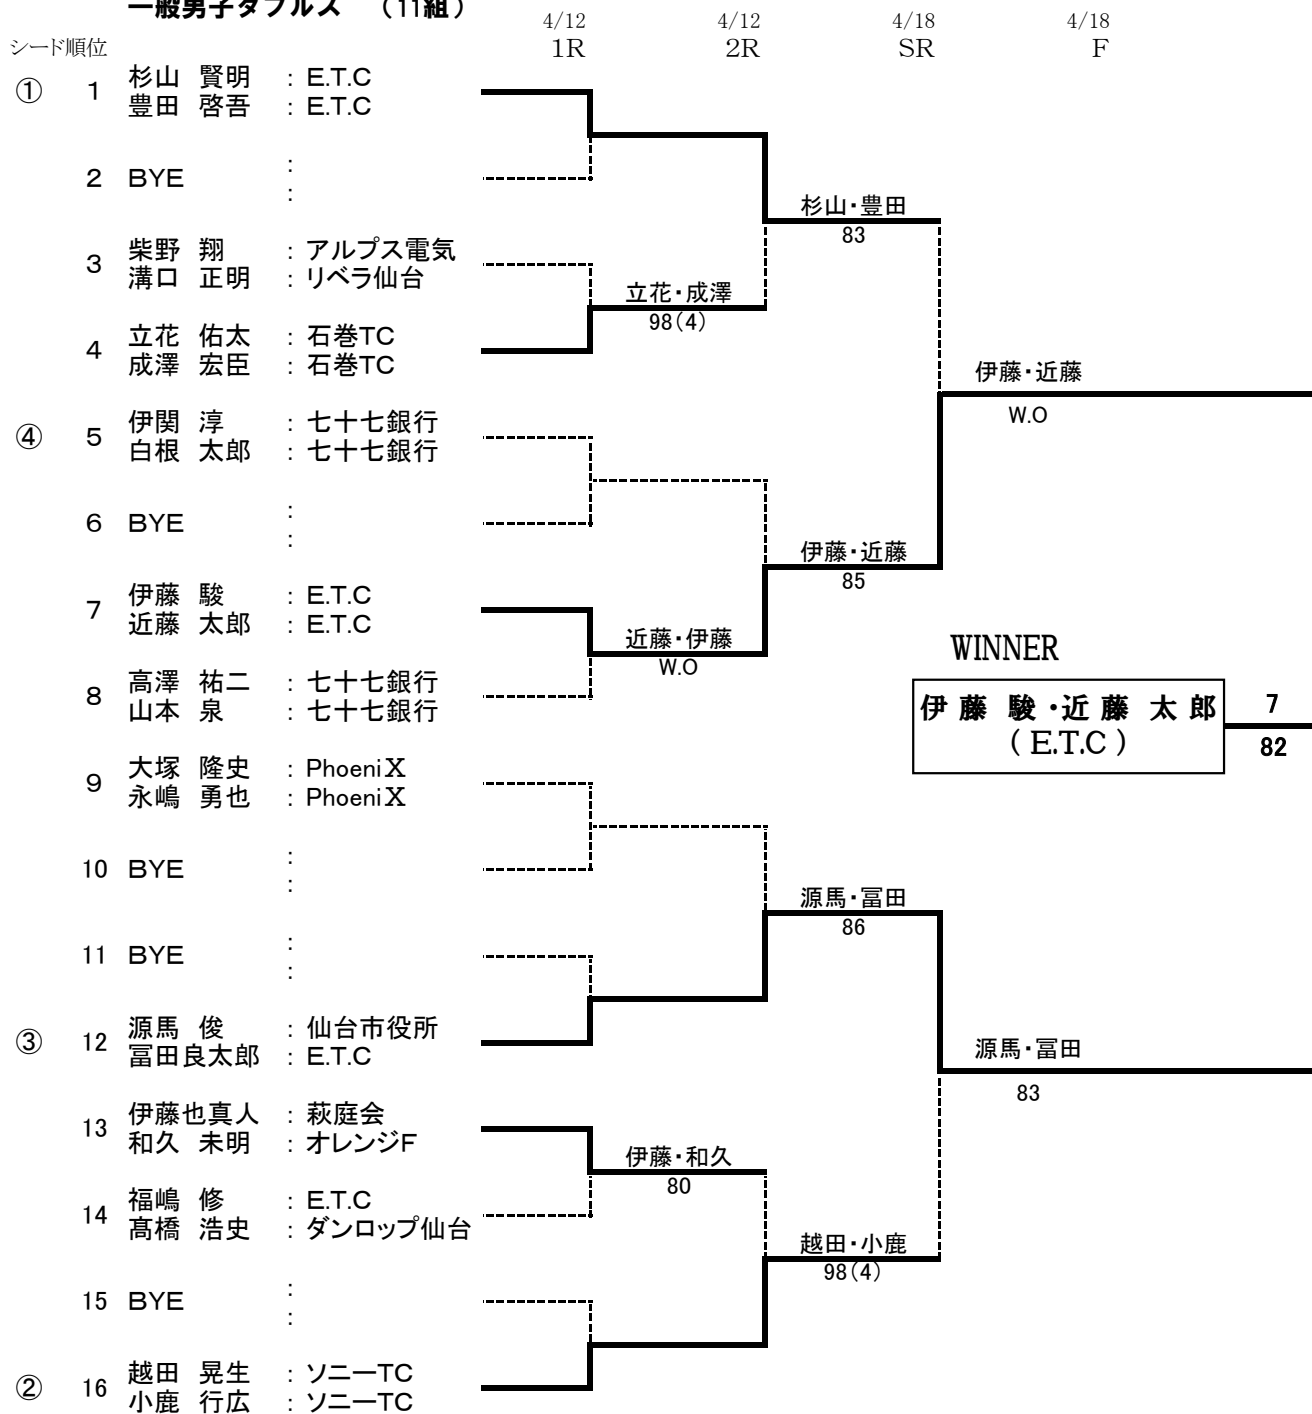 一般男子ダブルス （11組）
4/12 4/12 4/18 4/18
シード順位 1R 2R SR F
① 1 杉山 賢明 : E.T.C
豊田 啓吾 : E.T.C
2 BYE :
:
杉山・豊田
83
3 柴野 翔 : アルプス電気
溝口 正明 : リベラ仙台
立花・成澤
98(4)
4 立花 佑太 : 石巻TC
成澤 宏臣 : 石巻TC
伊藤・近藤
W.O
④ 5 伊関 淳 : 七十七銀行
白根 太郎 : 七十七銀行
6 BYE :
:
伊藤・近藤
85
7 伊藤 駿 : E.T.C
近藤 太郎 : E.T.C
近藤・伊藤
W.O
8 高澤 祐二 : 七十七銀行
山本 泉 : 七十七銀行
WINNER
伊藤 駿・近藤 太郎
( E.T.C )
7
82
9 大塚 隆史 : PhoeniX
永嶋 勇也 : PhoeniX
10 BYE :
:
源馬・冨田
86
11 BYE :
:
③ 12 源馬 俊 : 仙台市役所
冨田良太郎 : E.T.C
源馬・冨田
83
13 伊藤也真人 : 萩庭会
和久 未明 : オレンジF
伊藤・和久
80
14 福嶋 修 : E.T.C
髙橋 浩史 : ダンロップ仙台
越田・小鹿
98(4)
15 BYE :
:
② 16 越田 晃生 : ソニーTC
小鹿 行広 : ソニーTC